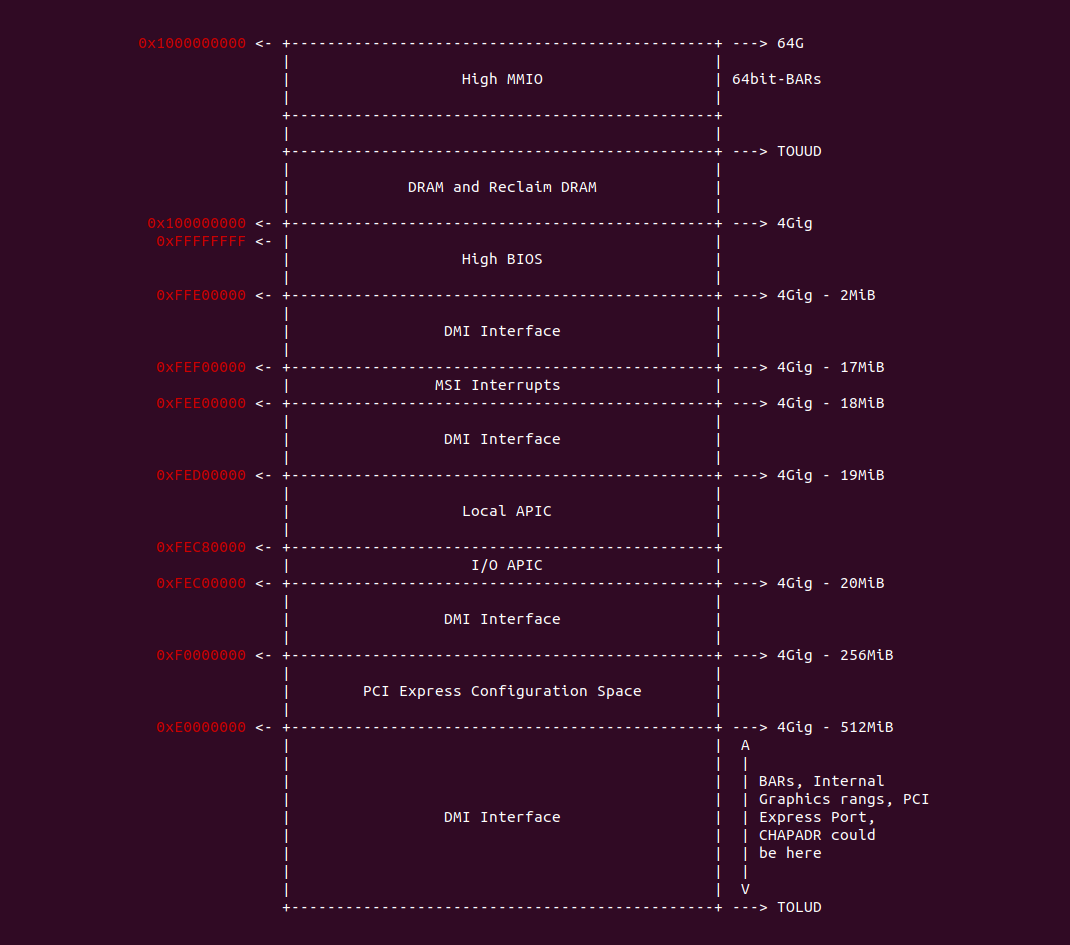 0x1000000000 <- +-----------------------------------------------+ ---> 64G
                |                                               |
                |                   High MMIO                   | 64bit-BARs
                |                                               |
                +-----------------------------------------------+
                |                                               |
                +-----------------------------------------------+ ---> TOUUD
                |                                               |
                |             DRAM and Reclaim DRAM             |
                |                                               |
 0x100000000 <- +-----------------------------------------------+ ---> 4Gig
  0xFFFFFFFF <- |                                               |
                |                   High BIOS                   |
                |                                               |
  0xFFE00000 <- +-----------------------------------------------+ ---> 4Gig - 2MiB
                |                                               |
                |                 DMI Interface                 |
                |                                               |
  0xFEF00000 <- +-----------------------------------------------+ ---> 4Gig - 17MiB
                |                MSI Interrupts                 |
  0xFEE00000 <- +-----------------------------------------------+ ---> 4Gig - 18MiB
                |                                               |
                |                 DMI Interface                 |
                |                                               |
  0xFED00000 <- +-----------------------------------------------+ ---> 4Gig - 19MiB
                |                                               |
                |                   Local APIC                  |
                |                                               |
  0xFEC80000 <- +-----------------------------------------------+
                |                    I/O APIC                   |
  0xFEC00000 <- +-----------------------------------------------+ ---> 4Gig - 20MiB
                |                                               |
                |                 DMI Interface                 |
                |                                               |
  0xF0000000 <- +-----------------------------------------------+ ---> 4Gig - 256MiB
                |                                               |
                |        PCI Express Configuration Space        |
                |                                               |
  0xE0000000 <- +-----------------------------------------------+ ---> 4Gig - 512MiB
                |                                               |  A
                |                                               |  |
                |                                               |  | BARs, Internal
                |                                               |  | Graphics rangs, PCI
                |                 DMI Interface                 |  | Express Port,
                |                                               |  | CHAPADR could
                |                                               |  | be here
                |                                               |  |
                |                                               |  V
                +-----------------------------------------------+ ---> TOLUD